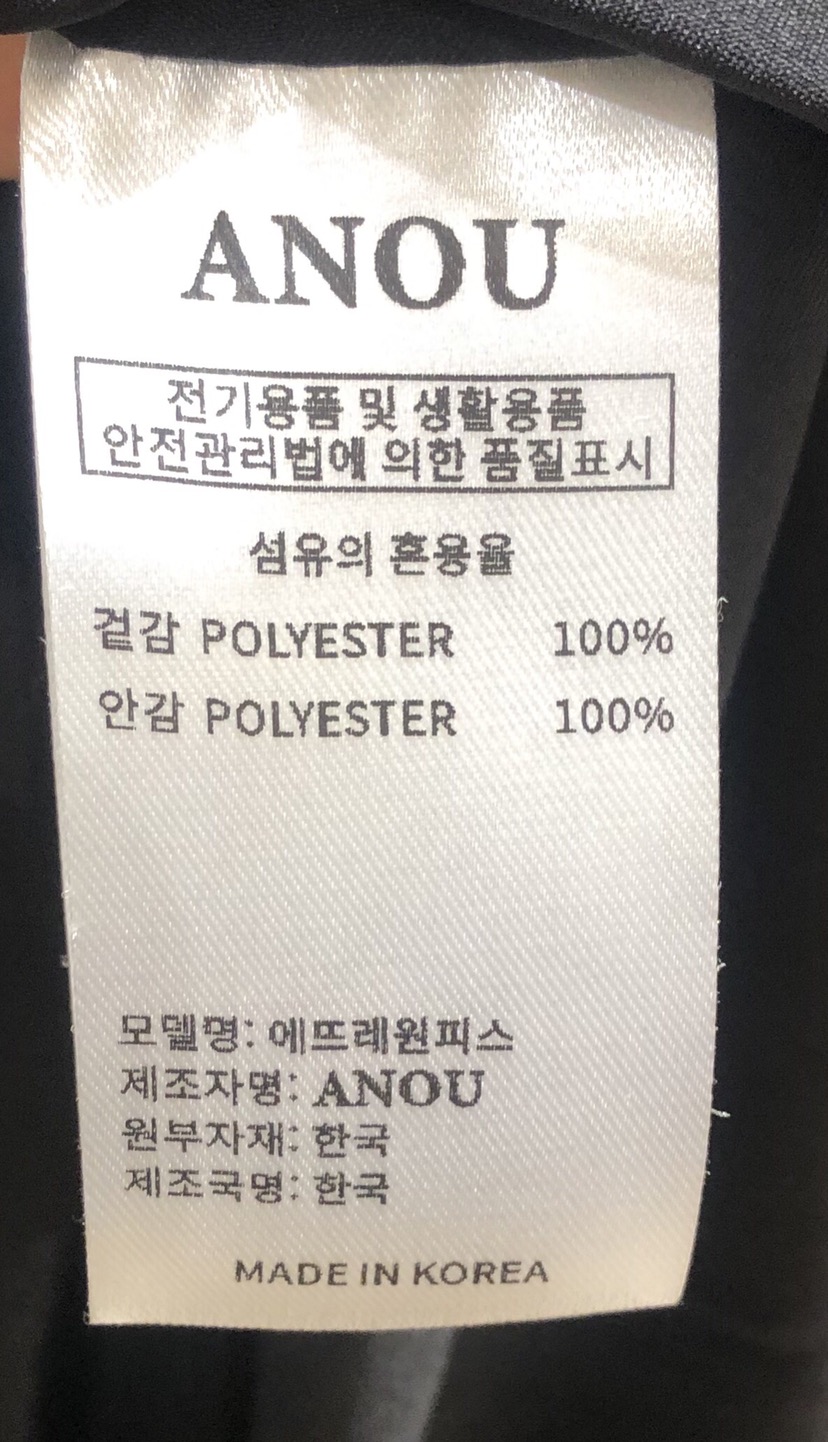 ANOU
전기용품 및 생활용품
안전관리법에 의한 품질표시
섬유의 혼용율
겉감 POLYESTER 100%
안감 POLYESTER 100%
모델명: 에뜨레원피스
제조자명: ANOU
원부자재: 한국
제조국명: 한국
MADE IN KOREA